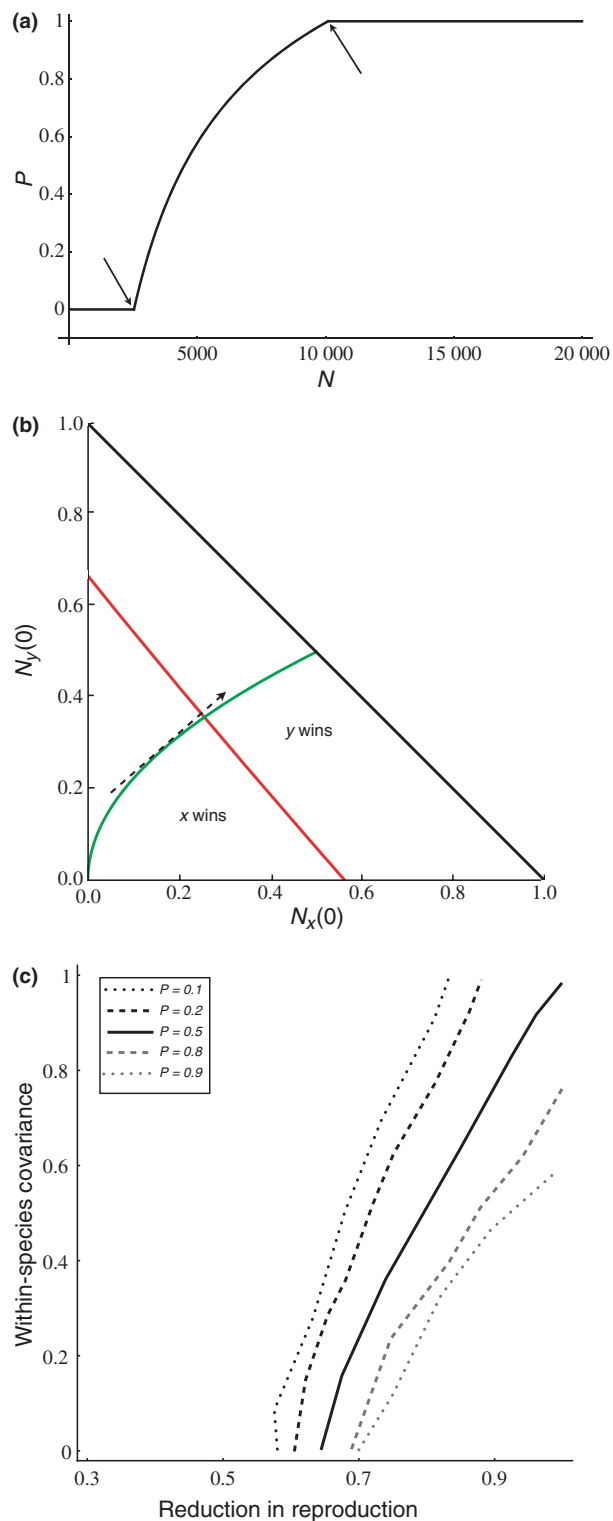 (a)
1
0.8
0.6
P
0.4
0.2
0
5000 10 000 15 000 20 000
N
(b)
1.0
0.8
0.6
N_y(0)
0.4
y wins
0.2
x wins
0.0
0.0 0.2 0.4 0.6 0.8 1.0
N_x(0)
(c)
1
P = 0.1
P = 0.2
P = 0.5
P = 0.8
P = 0.9
0.8
0.6
Within-species covariance
0.4
0.2
0
0.3 0.5 0.7 0.9
Reduction in reproduction